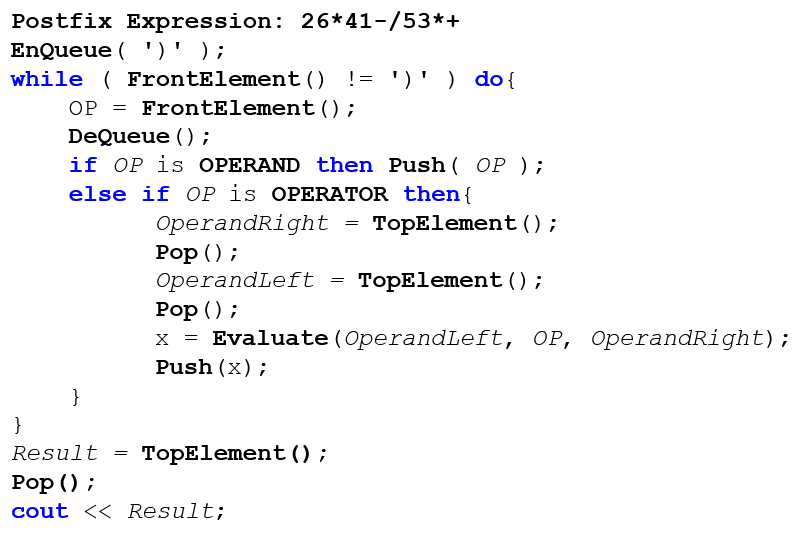 Postfix Expression: 26*41-/53*+
EnQueue( ')' );
while ( FrontElement() != ')' ) do{
    OP = FrontElement();
    DeQueue();
    if OP is OPERAND then Push( OP );
    else if OP is OPERATOR then{
          OperandRight = TopElement();
          Pop();
          OperandLeft = TopElement();
          Pop();
          x = Evaluate(OperandLeft, OP, OperandRight);
          Push(x);
    }
}
Result = TopElement();
Pop();
cout << Result;